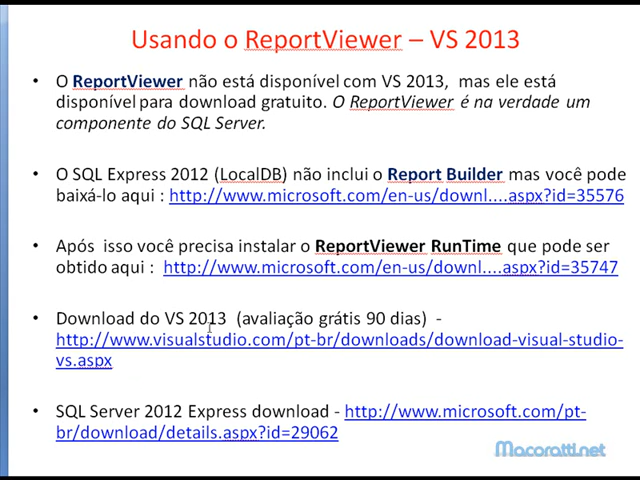 Usando o ReportViewer – VS 2013
• O ReportViewer não está disponível com VS 2013, mas ele está
disponível para download gratuito. O ReportViewer é na verdade um
componente do SQL Server.
• O SQL Express 2012 (LocalDB) não inclui o Report Builder mas você pode
baixá-lo aqui : http://www.microsoft.com/en-us/downl....aspx?id=35576
• Após isso você precisa instalar o ReportViewer RunTime que pode ser
obtido aqui : http://www.microsoft.com/en-us/downl....aspx?id=35747
• Download do VS 2013 (avaliação grátis 90 dias) -
http://www.visualstudio.com/pt-br/downloads/download-visual-studio-
vs.aspx
• SQL Server 2012 Express download - http://www.microsoft.com/pt-
br/download/details.aspx?id=29062
Macoratti.net